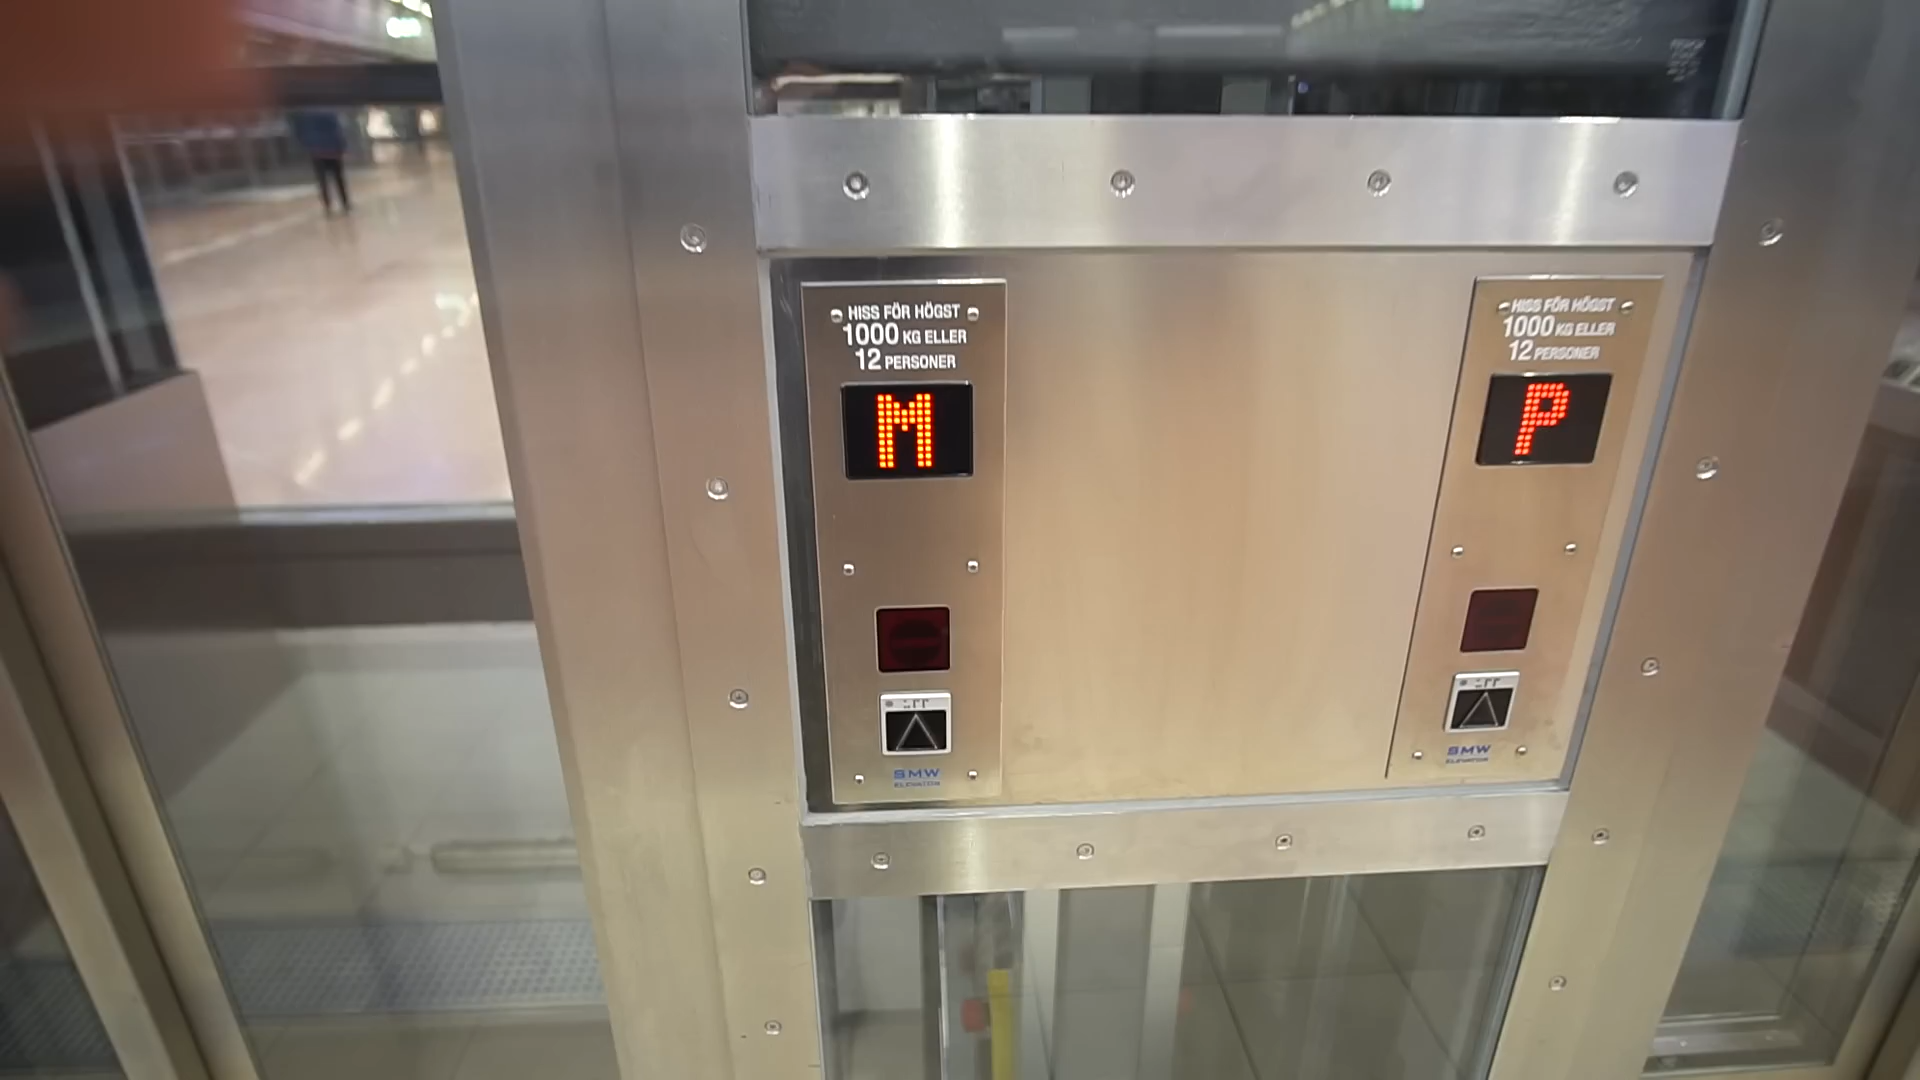 HISS FÖR HÖGST
1000 KG ELLER
12 PERSONER
M
SMW
ELEVATOR
HISS FÖR HÖGST
1000 KG ELLER
12 PERSONER
P
SMW
ELEVATOR